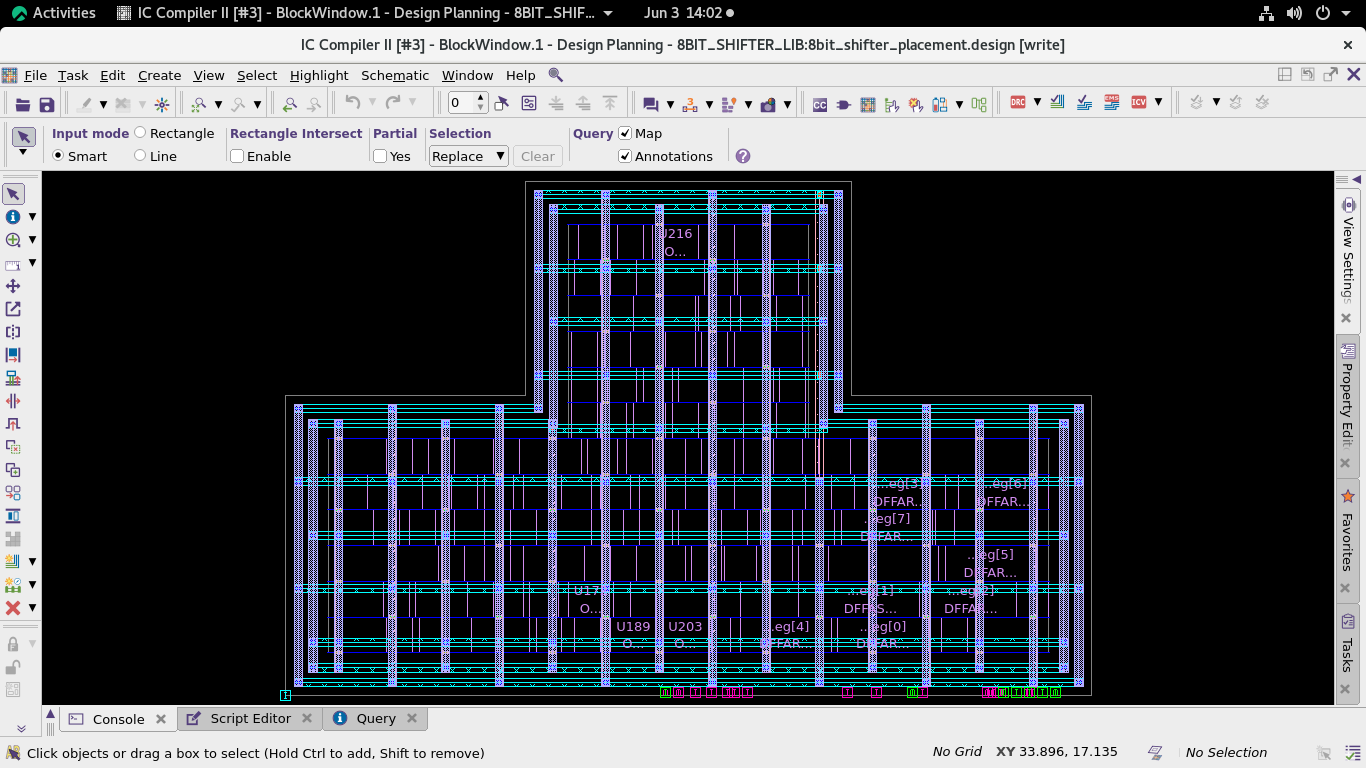 Activities
IC Compiler II [#3] - BlockWindow.1 - Design Planning - 8BIT_SHIF...
Jun 3 14:02
IC Compiler II [#3] - BlockWindow.1 - Design Planning - 8BIT_SHIFTER_LIB:8bit_shifter_placement.design [write]
File Task Edit Create View Select Highlight Schematic Window Help
0
CC
DRC
EMS
ICV
Input mode Rectangle Rectangle Intersect Partial Selection Query Map
Smart Line Enable Yes Replace Clear Annotations
View Settings
Property Edit
Favorites
Tasks
U216
O...
...eg[3] ...eg[6]
DFFAR... DFFAR...
...eg[7]
DFFAR...
...eg[5]
DFFAR...
...eg[1] ...eg[2]
O... DFFAS... DFFA...
U189 U203 ...eg[4] ...eg[0]
O... O... DFFAR... DFFAR...
Console Script Editor Query
Click objects or drag a box to select (Hold Ctrl to add, Shift to remove)
No Grid XY 33.896, 17.135 No Selection